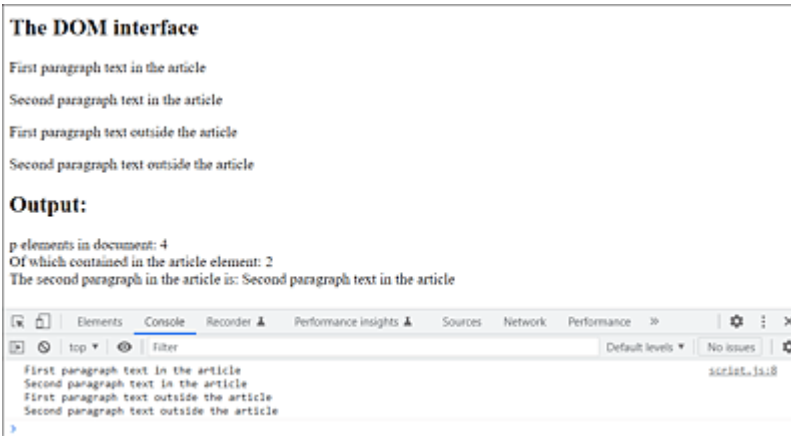 The DOM interface
First paragraph text in the article
Second paragraph text in the article
First paragraph text outside the article
Second paragraph text outside the article
Output:
p elements in document: 4
Of which contained in the article element: 2
The second paragraph in the article is: Second paragraph text in the article
Elements Console Recorder Performance insights Sources Network Performance »
top ▼ Filter Default levels ▼ No issues
First paragraph text in the article script.js:8
Second paragraph text in the article
First paragraph text outside the article
Second paragraph text outside the article